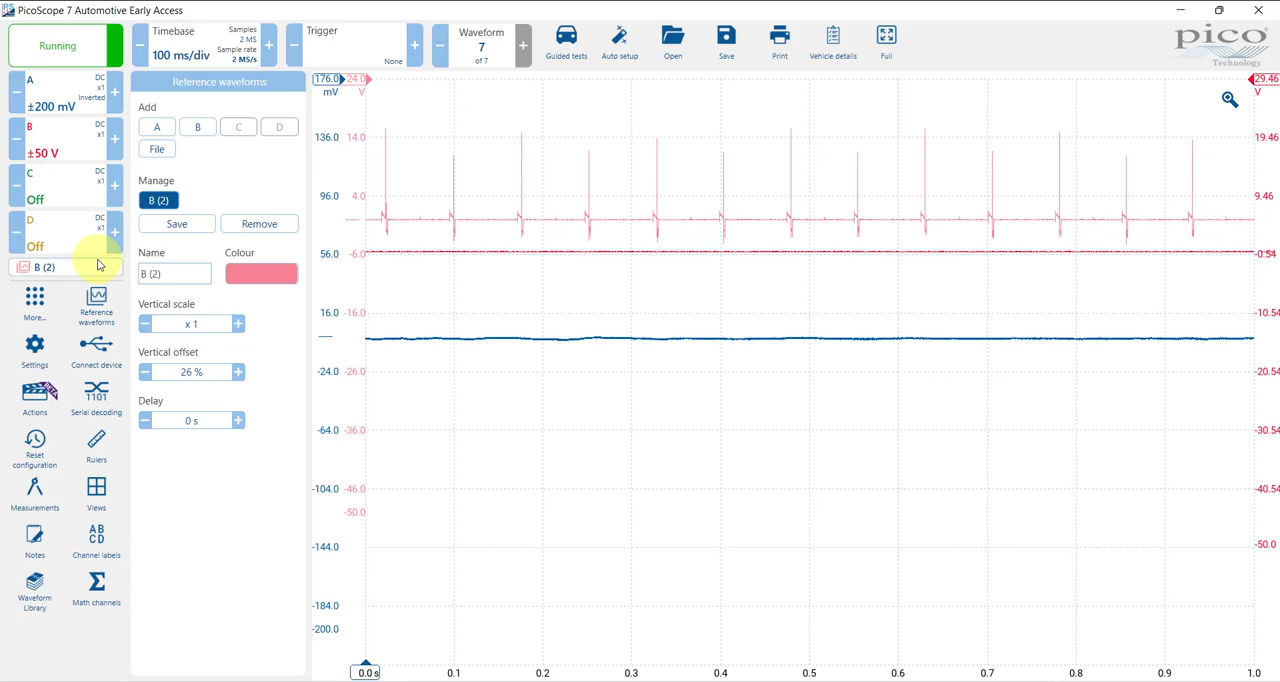 PicoScope 7 Automotive Early Access
Running
Timebase
100 ms/div
Samples
2 MS
Sample rate
2 MS/s
Trigger
None
Waveform
7
of 7
Guided tests
Auto setup
Open
Save
Print
Vehicle details
Full
pico
Technology
A
DC
x1
Inverted
±200 mV
B
DC
x1
±50 V
C
DC
x1
Off
D
DC
x1
Off
B (2)
More...
Reference
waveforms
Settings
Connect device
Actions
1101
Serial decoding
Reset
configuration
Rulers
Measurements
Views
Notes
AB
CD
Channel labels
Waveform
Library
Σ
Math channels
Reference waveforms
Add
A
B
C
D
File
Manage
B (2)
Save
Remove
Name
Colour
B (2)
Vertical scale
x 1
Vertical offset
26 %
Delay
0 s
176.0
24.0
29.46
mV
V
V
136.0
14.0
19.46
96.0
4.0
9.46
56.0
-6.0
-0.54
16.0
-16.0
-10.54
-24.0
-26.0
-20.54
-64.0
-36.0
-30.54
-104.0
-46.0
-40.54
-50.0
-144.0
-50.0
-184.0
-200.0
0.0 s
0.1
0.2
0.3
0.4
0.5
0.6
0.7
0.8
0.9
1.0